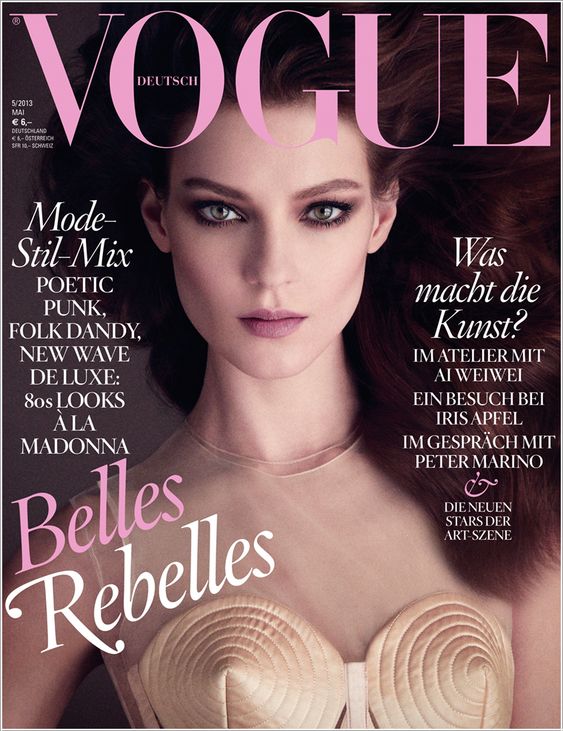 VOGUE
DEUTSCH
®
5/2013
MAI
€ 6,–
DEUTSCHLAND
€ 6,– ÖSTERREICH
SFR 10,– SCHWEIZ
Mode-
Stil-Mix
POETIC
PUNK,
FOLK DANDY,
NEW WAVE
DE LUXE:
80s LOOKS
À LA
MADONNA
Was
macht die
Kunst?
IM ATELIER MIT
AI WEIWEI
EIN BESUCH BEI
IRIS APFEL
IM GESPRÄCH MIT
PETER MARINO
&
DIE NEUEN
STARS DER
ART-SZENE
Belles
Rebelles